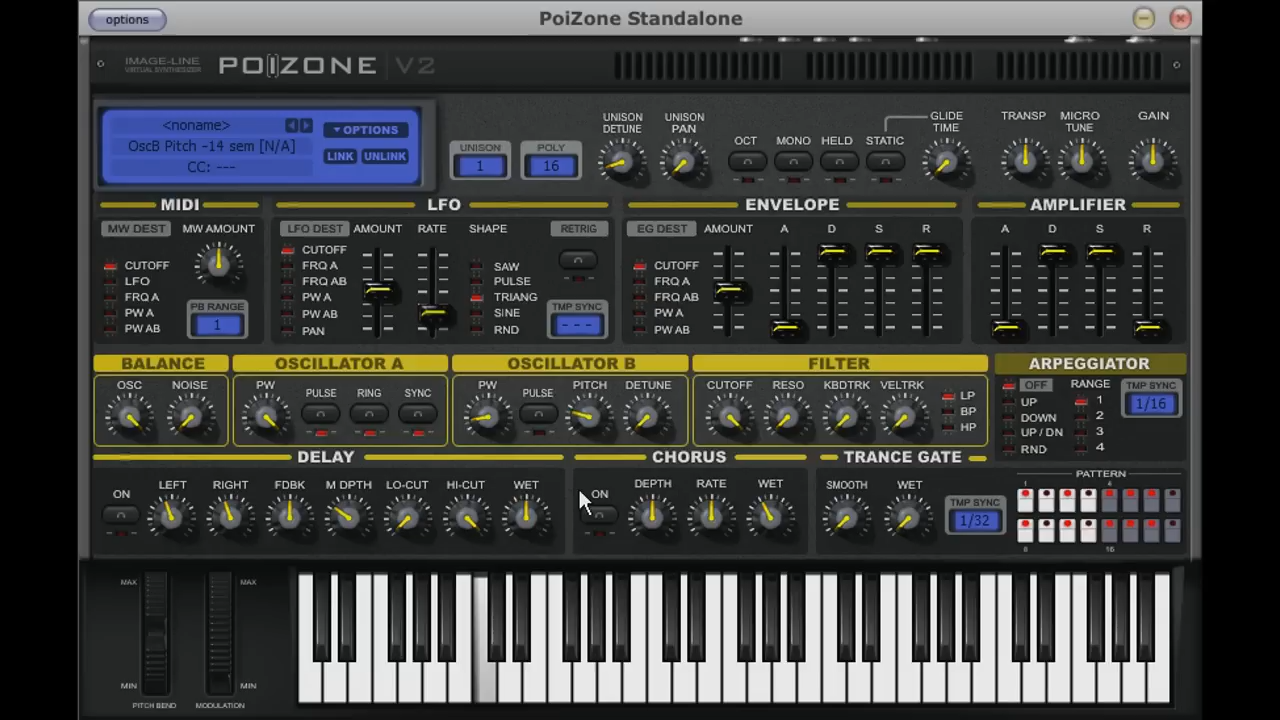 options
PoiZone Standalone
IMAGE-LINE
VIRTUAL SYNTHESIZER
POIZONE V2
<noname>
OPTIONS
OscB Pitch -14 sem [N/A]
LINK UNLINK
CC: ---
UNISON
1
POLY
16
UNISON DETUNE
UNISON PAN
OCT MONO HELD STATIC
GLIDE TIME
TRANSP
MICRO TUNE
GAIN
MIDI
MW DEST MW AMOUNT
CUTOFF
LFO
FRQ A
PW A
PW AB
PB RANGE
1
LFO
LFO DEST AMOUNT RATE SHAPE RETRIG
CUTOFF
FRQ A
FRQ AB
PW A
PW AB
PAN
SAW
PULSE
TRIANG
SINE
RND
TMP SYNC
---
ENVELOPE
EG DEST AMOUNT A D S R
CUTOFF
FRQ A
FRQ AB
PW A
PW AB
AMPLIFIER
A D S R
BALANCE
OSC NOISE
OSCILLATOR A
PW PULSE RING SYNC
OSCILLATOR B
PW PULSE PITCH DETUNE
FILTER
CUTOFF RESO KBDTRK VELTRK
LP
BP
HP
ARPEGGIATOR
OFF
UP
DOWN
UP / DN
RND
RANGE
1
2
3
4
TMP SYNC
1/16
DELAY
ON LEFT RIGHT FDBK M DPTH LO-CUT HI-CUT WET
CHORUS
ON DEPTH RATE WET
TRANCE GATE
SMOOTH WET
TMP SYNC
1/32
PATTERN
1 4
8 16
MAX MAX
MIN MIN
PITCH BEND MODULATION